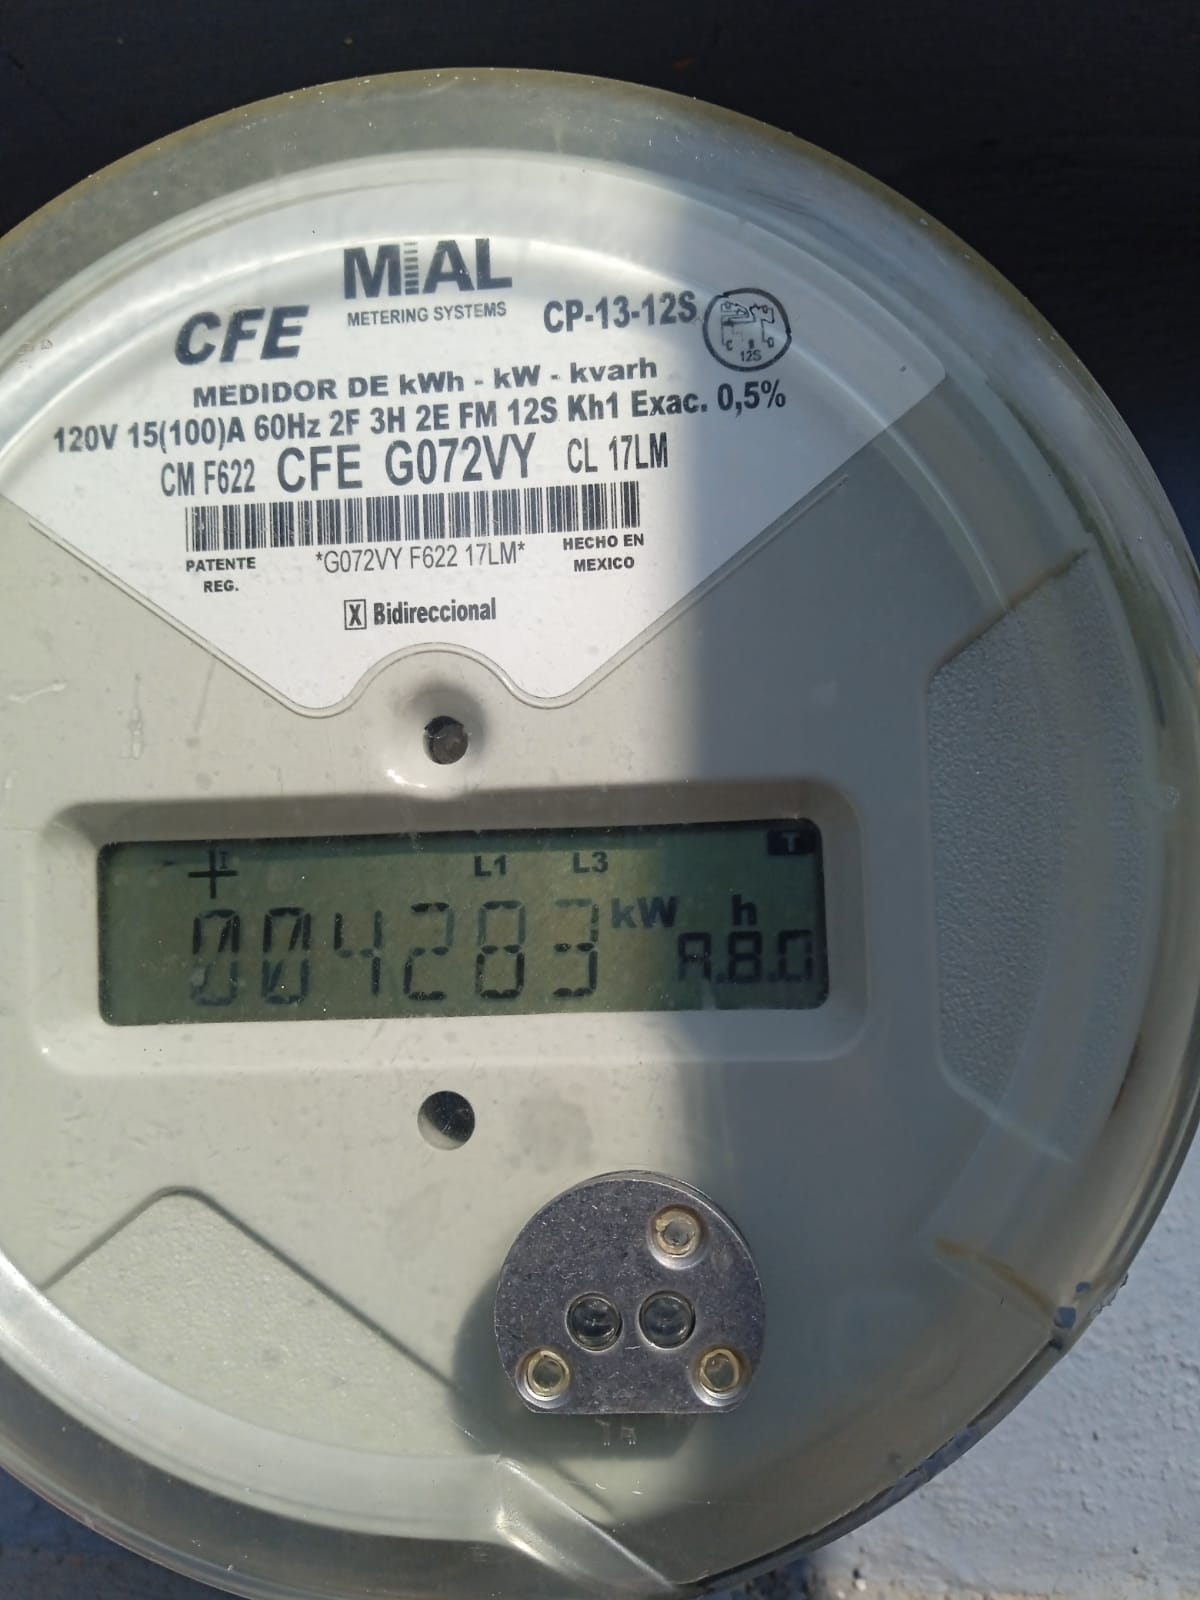 MIAL
METERING SYSTEMS
CFE
CP-13-12S
12S
MEDIDOR DE kWh - kW - kvarh
120V 15(100)A 60Hz 2F 3H 2E FM 12S Kh1 Exac. 0,5%
CM F622 CFE G072VY CL 17LM
*G072VY F622 17LM*
PATENTE REG.
HECHO EN MEXICO
X Bidireccional
L1 L3 T
004283 kW h A.8.0